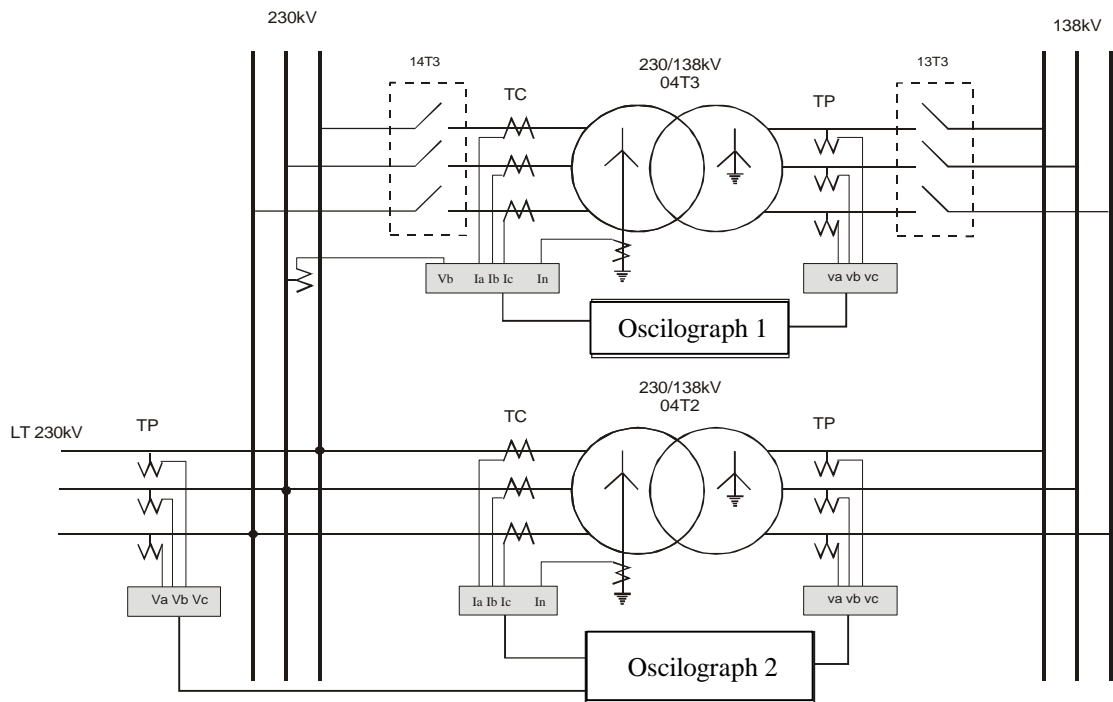 230kV
138kV
14T3
TC
230/138kV
04T3
TP
13T3
Vb Ia Ib Ic In
va vb vc
Oscilograph 1
LT 230kV
TP
TC
230/138kV
04T2
TP
Va Vb Vc
Ia Ib Ic In
va vb vc
Oscilograph 2